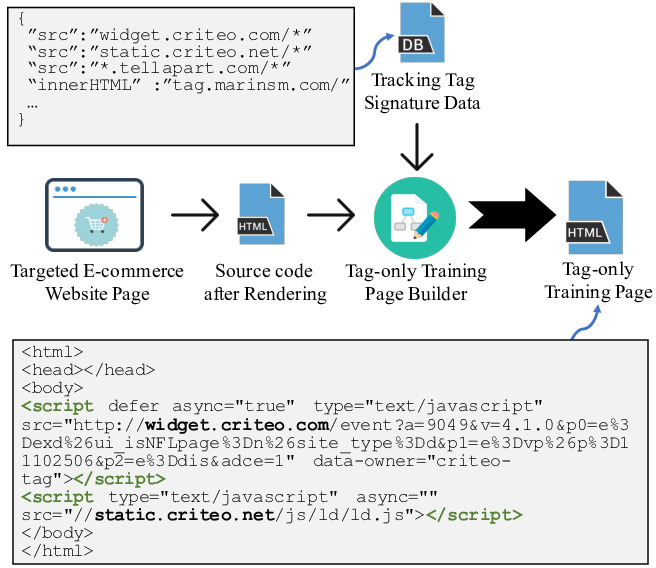 {
”src”:”widget.criteo.com/*”
“src”:”static.criteo.net/*”
“src”:”*.tellapart.com/*”
“innerHTML” :”tag.marinsm.com/”
…
}
DB
Tracking Tag
Signature Data
HTML
HTML
Targeted E-commerce
Website Page
Source code
after Rendering
Tag-only Training
Page Builder
Tag-only
Training Page
<html>
<head></head>
<body>
<script defer async="true" type="text/javascript"
src="http://widget.criteo.com/event?a=9049&v=4.1.0&p0=e%3
Dexd%26ui_isNFLpage%3Dn%26site_type%3Dd&p1=e%3Dvp%26p%3D1
1102506&p2=e%3Ddis&adce=1" data-owner="criteo-
tag"></script>
<script type="text/javascript" async=""
src="//static.criteo.net/js/ld/ld.js"></script>
</body>
</html>